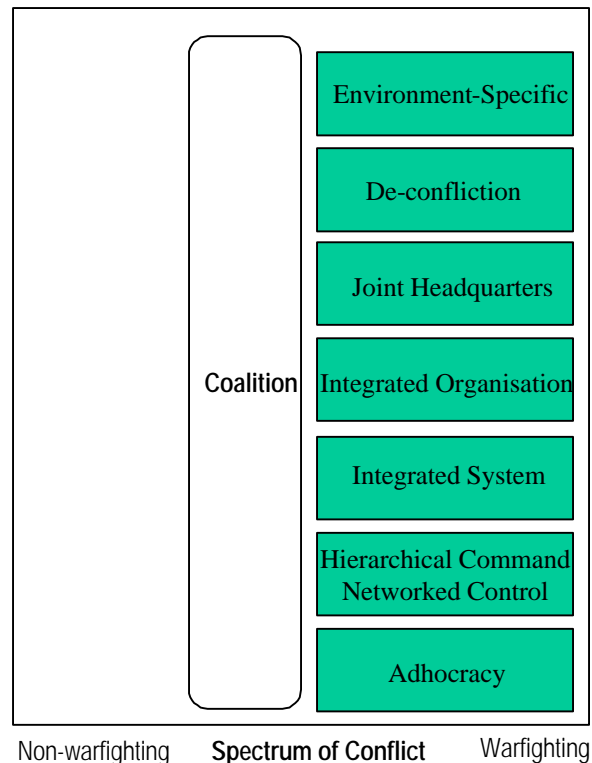 Environment-Specific
De-confliction
Joint Headquarters
Coalition
Integrated Organisation
Integrated System
Hierarchical Command
Networked Control
Adhocracy
Non-warfighting
Spectrum of Conflict
Warfighting